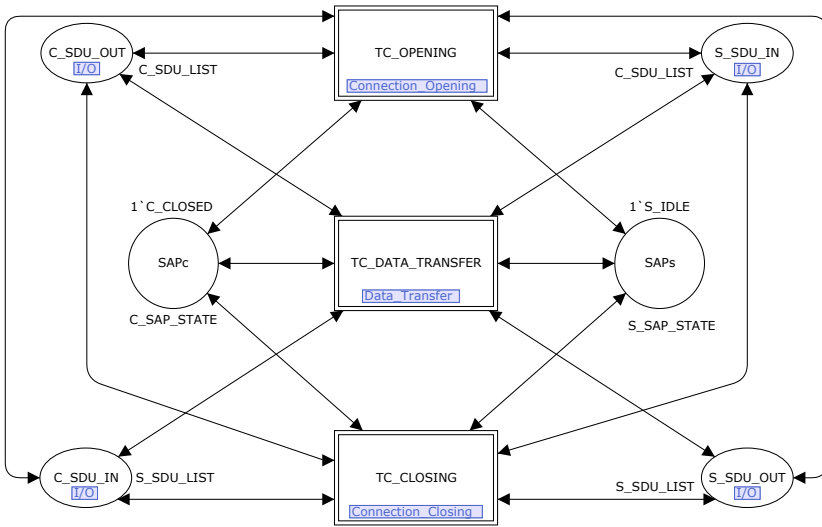 C_SDU_OUT
I/O
C_SDU_LIST
TC_OPENING
Connection_Opening
S_SDU_IN
I/O
C_SDU_LIST
1`C_CLOSED
SAPc
C_SAP_STATE
TC_DATA_TRANSFER
Data_Transfer
1`S_IDLE
SAPs
S_SAP_STATE
C_SDU_IN
I/O
S_SDU_LIST
TC_CLOSING
Connection_Closing
S_SDU_LIST
S_SDU_OUT
I/O